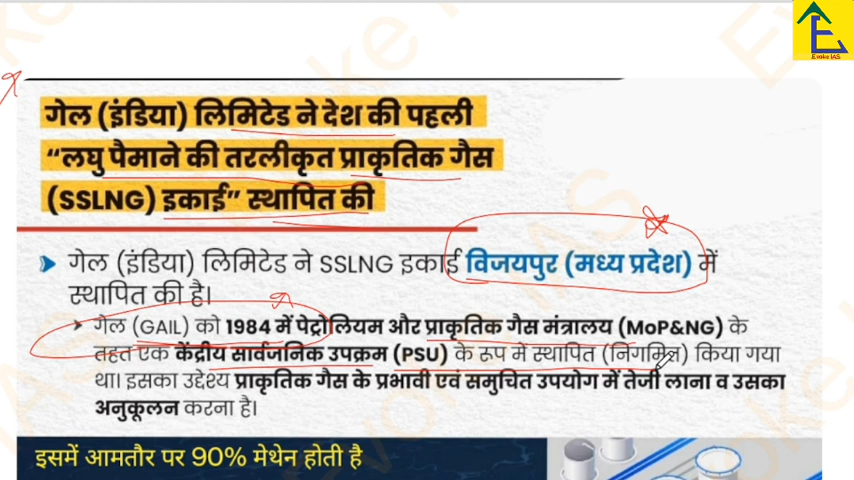 Evoke IAS
गेल (इंडिया) लिमिटेड ने देश की पहली
“लघु पैमाने की तरलीकृत प्राकृतिक गैस
(SSLNG) इकाई” स्थापित की
गेल (इंडिया) लिमिटेड ने SSLNG इकाई विजयपुर (मध्य प्रदेश) में
स्थापित की है।
गेल (GAIL) को 1984 में पेट्रोलियम और प्राकृतिक गैस मंत्रालय (MoP&NG) के
तहत एक केंद्रीय सार्वजनिक उपक्रम (PSU) के रूप में स्थापित (निगमित) किया गया
था। इसका उद्देश्य प्राकृतिक गैस के प्रभावी एवं समुचित उपयोग में तेजी लाना व उसका
अनुकूलन करना है।
इसमें आमतौर पर 90% मेथेन होती है